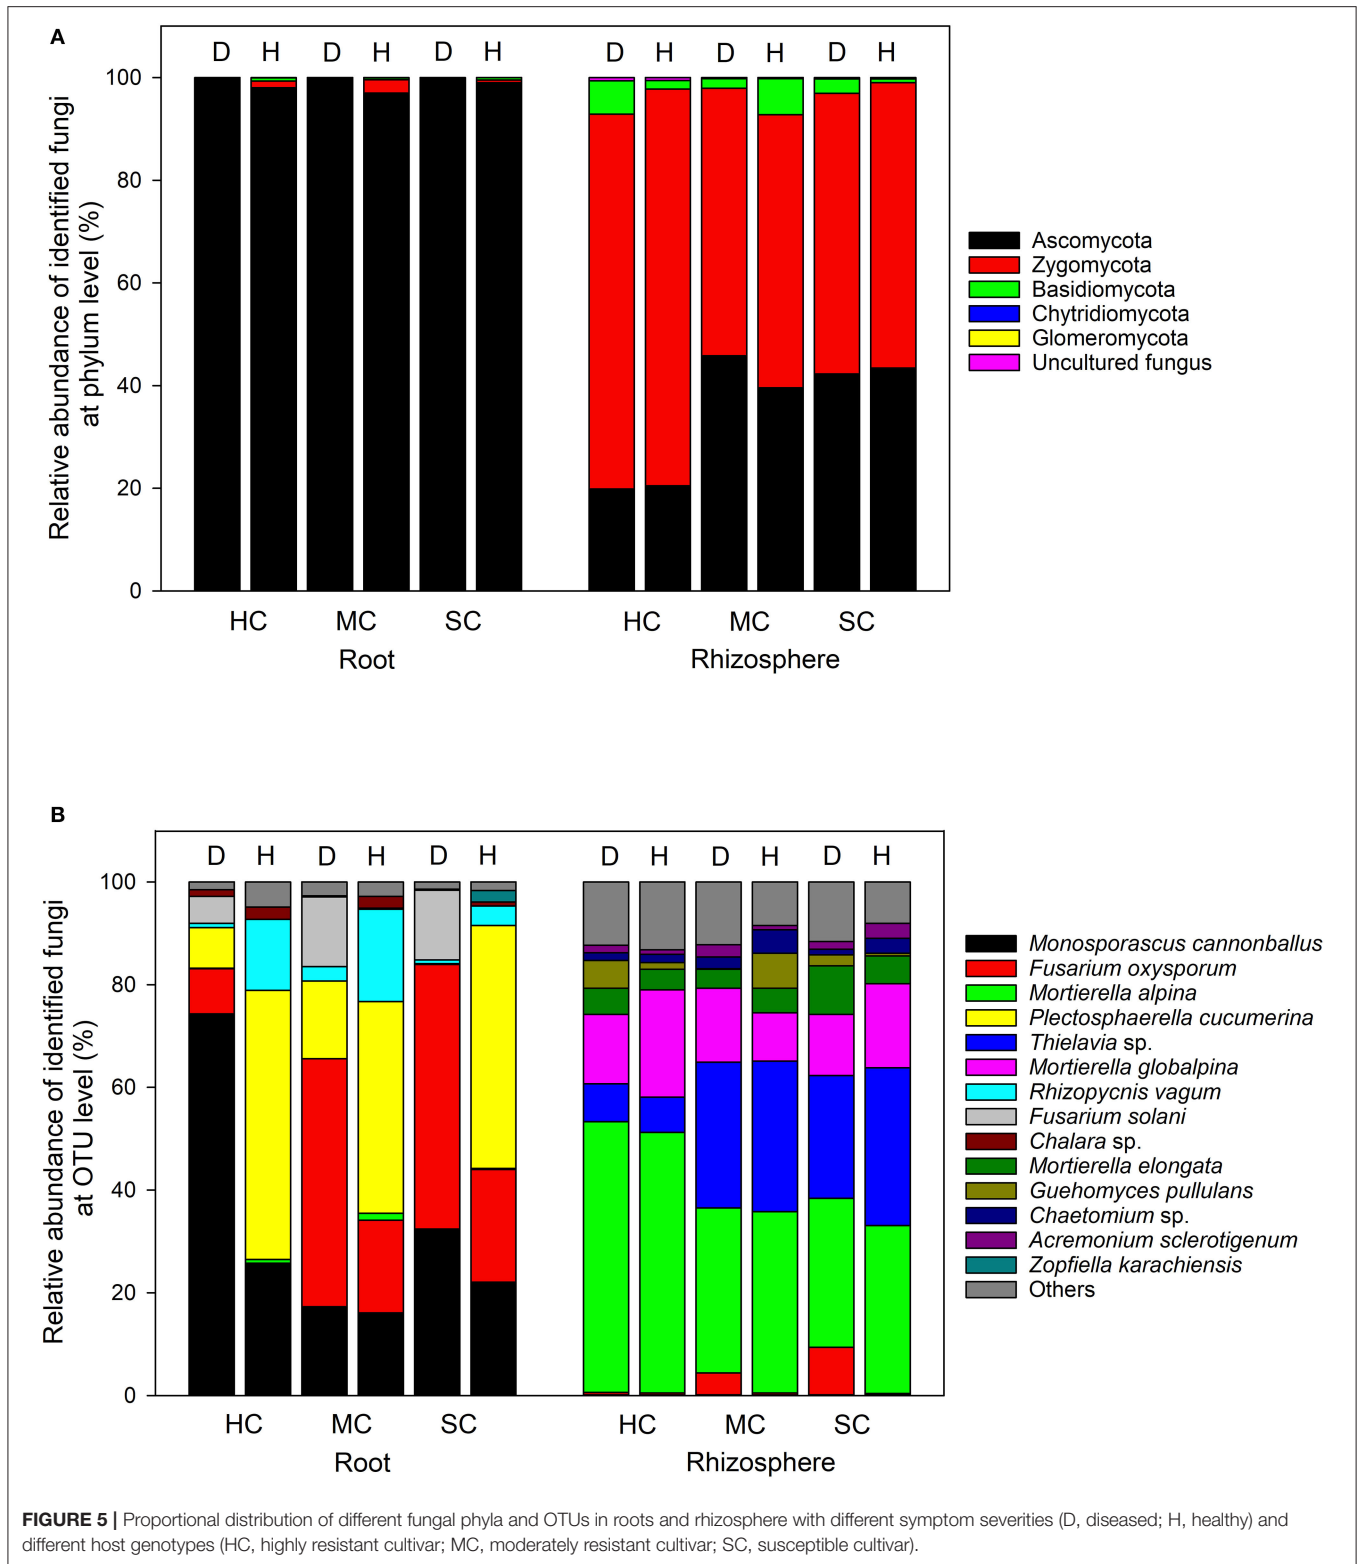 A
D H D H D H D H D H D H
Relative abundance of identified fungi
at phylum level (%)
100
80
60
40
20
0
Ascomycota
Zygomycota
Basidiomycota
Chytridiomycota
Glomeromycota
Uncultured fungus
HC MC SC HC MC SC
Root Rhizosphere
B
D H D H D H D H D H D H
Relative abundance of identified fungi
at OTU level (%)
100
80
60
40
20
0
Monosporascus cannonballus
Fusarium oxysporum
Mortierella alpina
Plectosphaerella cucumerina
Thielavia sp.
Mortierella globalpina
Rhizopycnis vagum
Fusarium solani
Chalara sp.
Mortierella elongata
Guehomyces pullulans
Chaetomium sp.
Acremonium sclerotigenum
Zopfiella karachiensis
Others
HC MC SC HC MC SC
Root Rhizosphere
FIGURE 5 | Proportional distribution of different fungal phyla and OTUs in roots and rhizosphere with different symptom severities (D, diseased; H, healthy) and
different host genotypes (HC, highly resistant cultivar; MC, moderately resistant cultivar; SC, susceptible cultivar).